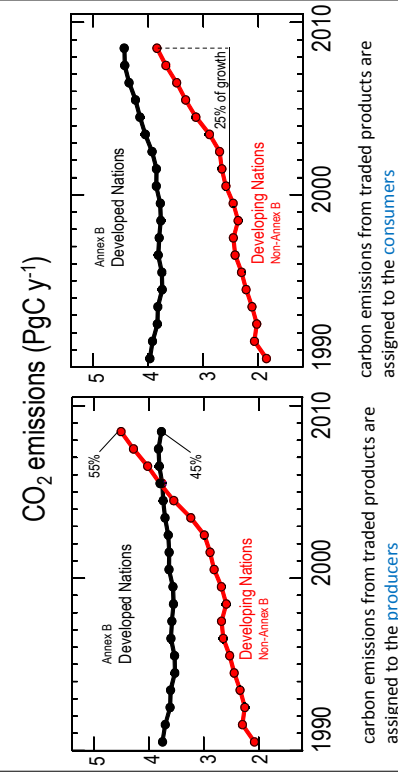 CO₂ emissions (PgC y⁻¹)
5
4
3
2
1990
2000
2010
55%
45%
Annex B
Developed Nations
Developing Nations
Non-Annex B
carbon emissions from traded products are
assigned to the producers
5
4
3
2
1990
2000
2010
25% of growth
Annex B
Developed Nations
Developing Nations
Non-Annex B
carbon emissions from traded products are
assigned to the consumers